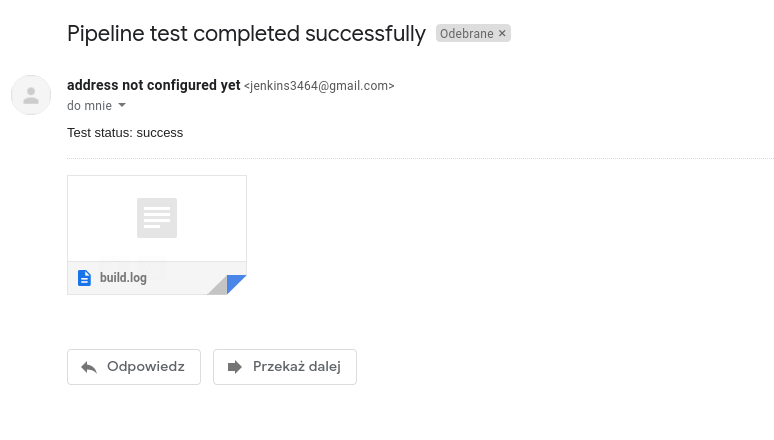 Pipeline test completed successfully Odebrane ×
address not configured yet <jenkins3464@gmail.com>
do mnie
Test status: success
build.log
Odpowiedz Przekaż dalej